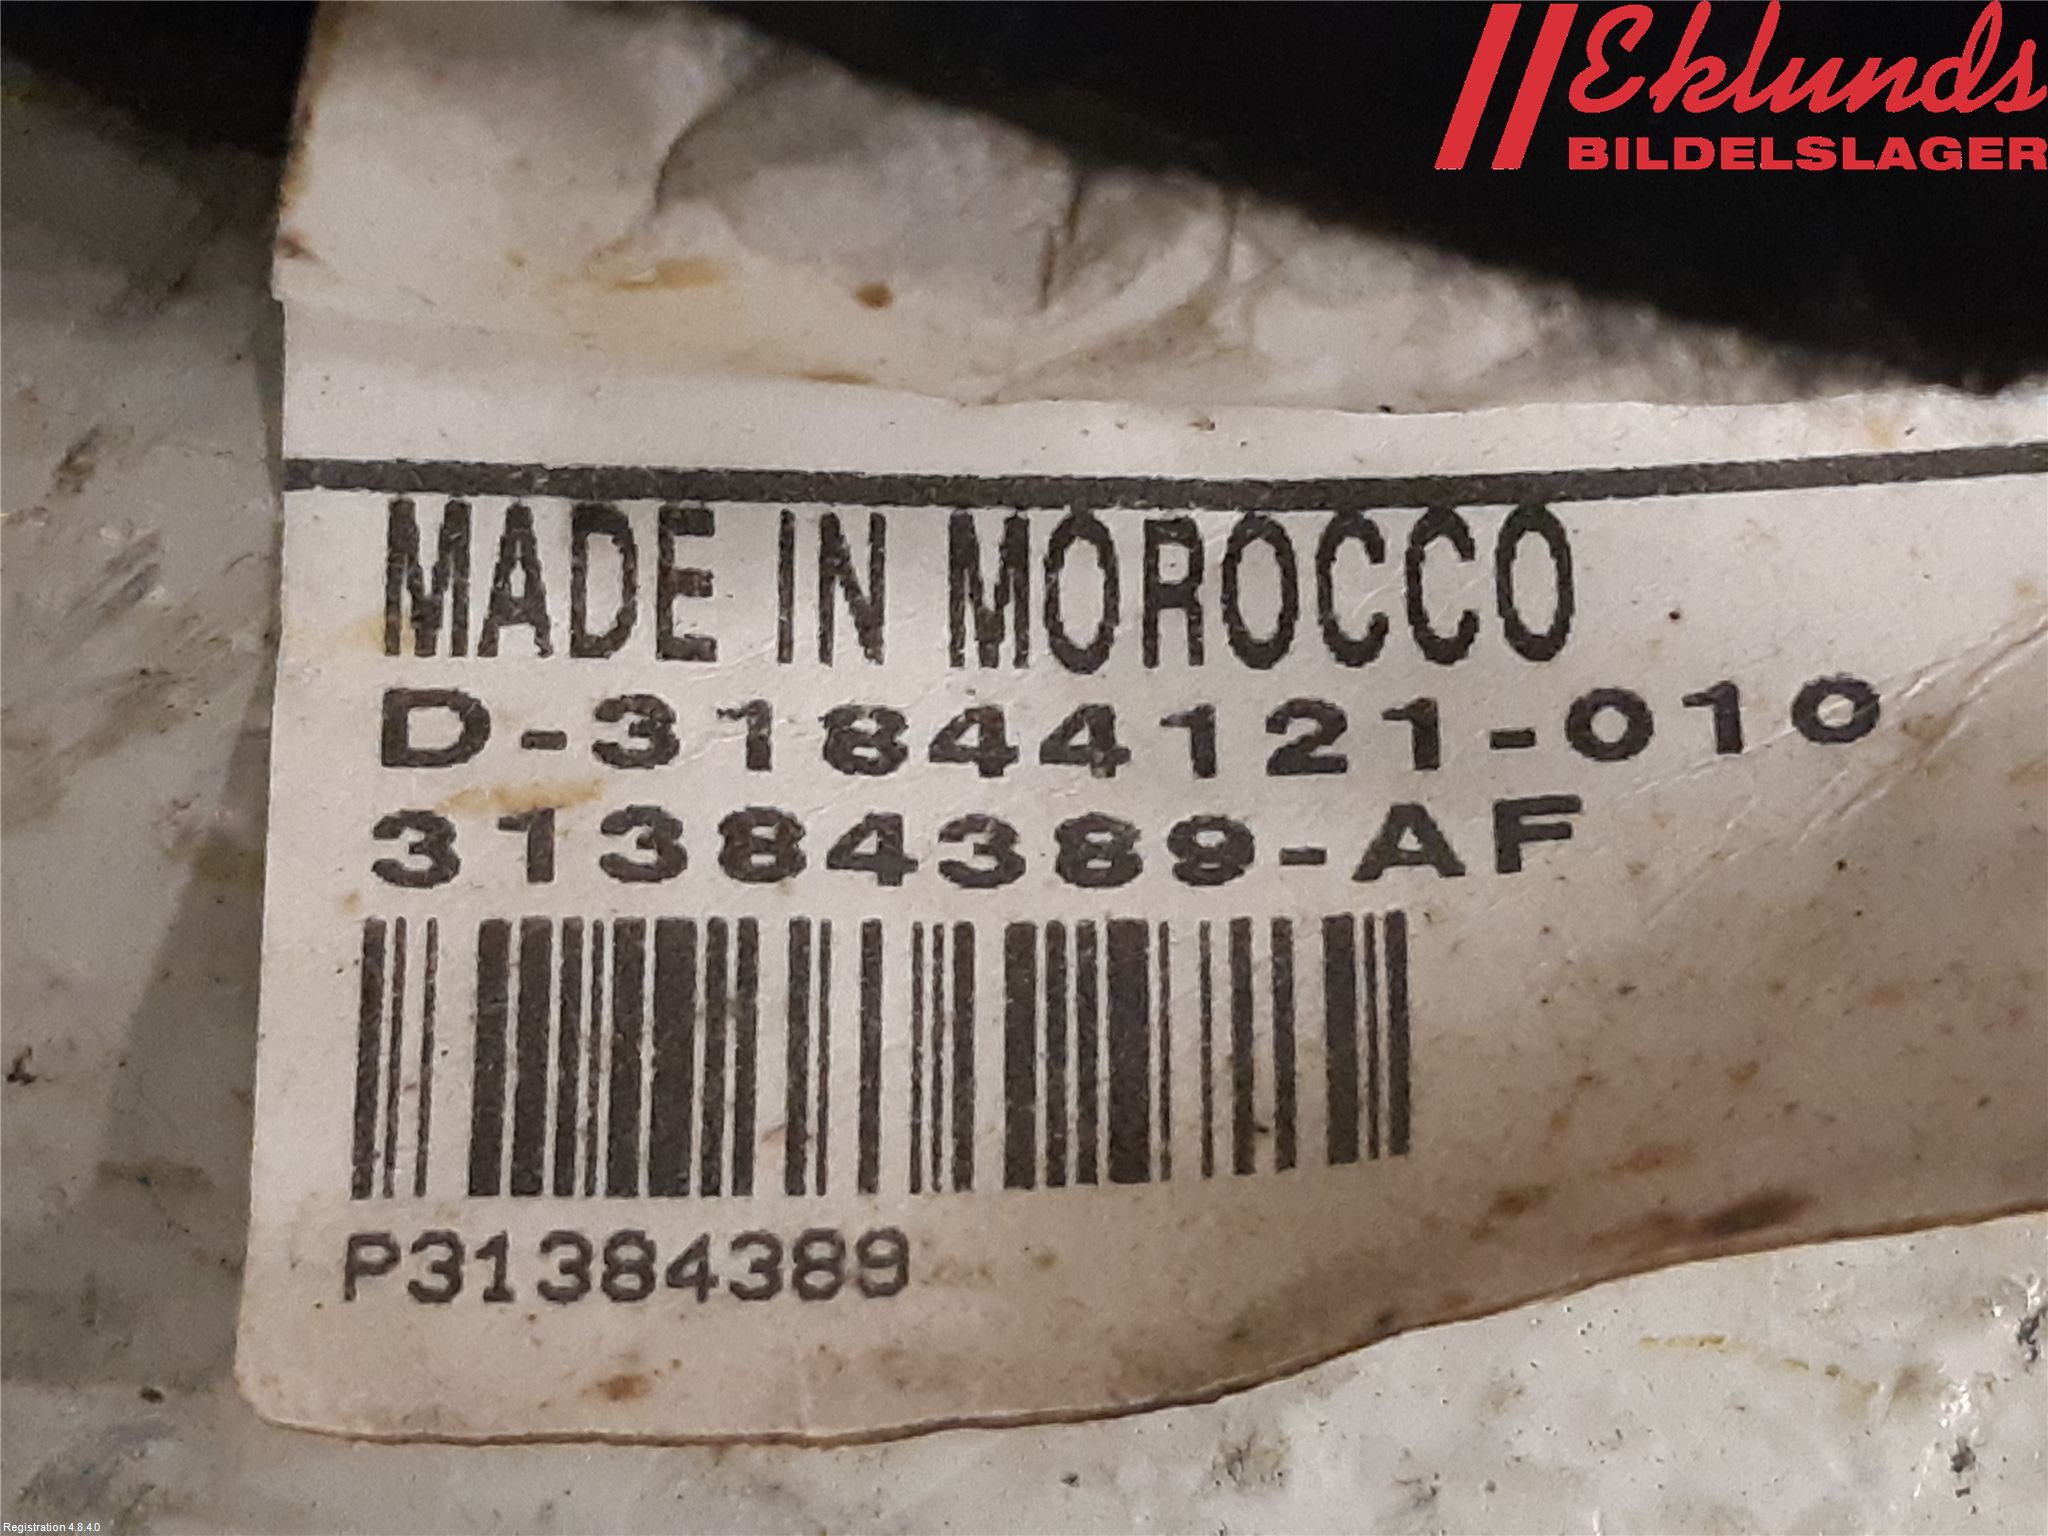 Eklunds
BILDELSLAGER
MADE IN MOROCCO
D-31844121-010
31384389-AF
P31384389
Registration 4.8.4.0